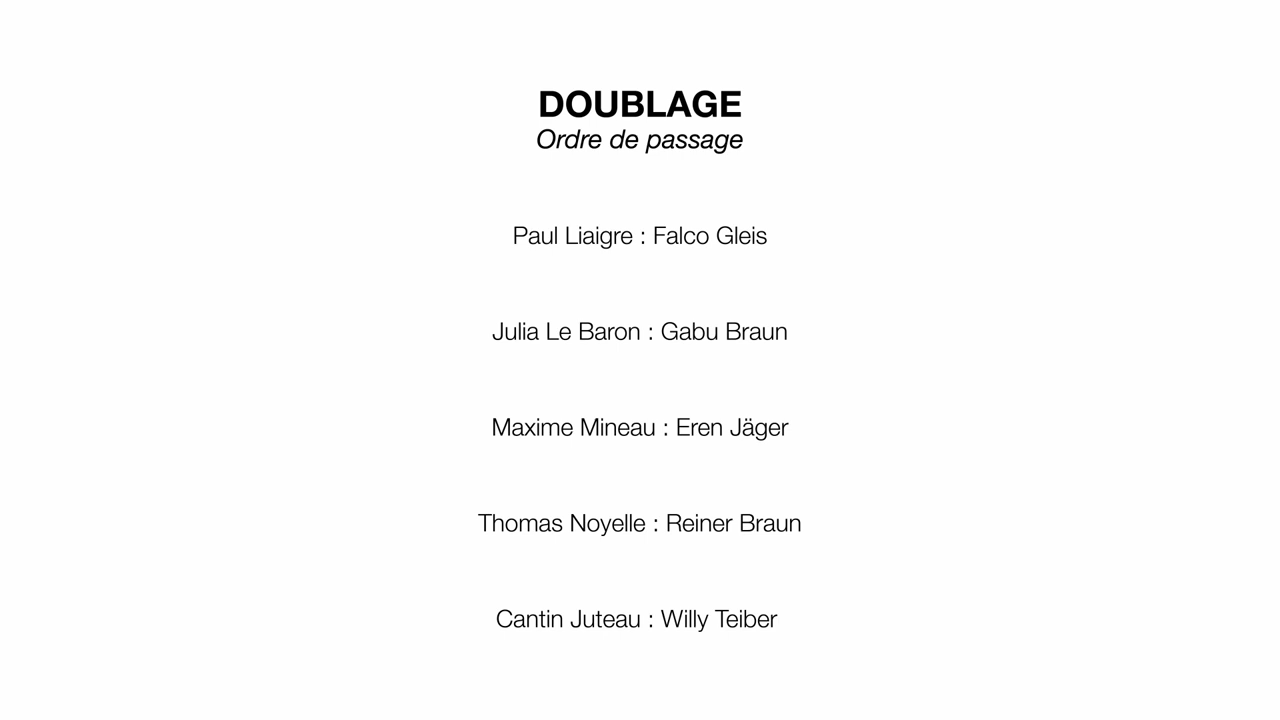 DOUBLAGE
Ordre de passage
Paul Liaigre : Falco Gleis
Julia Le Baron : Gabu Braun
Maxime Mineau : Eren Jäger
Thomas Noyelle : Reiner Braun
Cantin Juteau : Willy Teiber